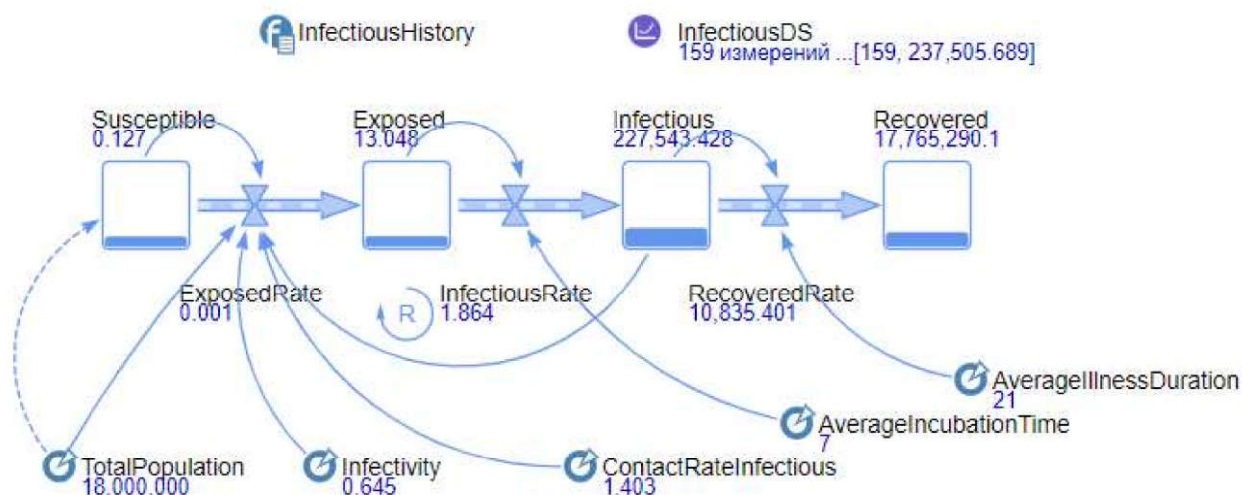 InfectiousHistory
InfectiousDS
159 измерений ...[159, 237,505.689]
Susceptible
0.127
Exposed
13.048
Infectious
227,543.428
Recovered
17,765,290.1
ExposedRate
0.001
R
InfectiousRate
1.864
RecoveredRate
10,835.401
AverageIllnessDuration
21
AverageIncubationTime
7
TotalPopulation
18.000.000
Infectivity
0.645
ContactRateInfectious
1.403